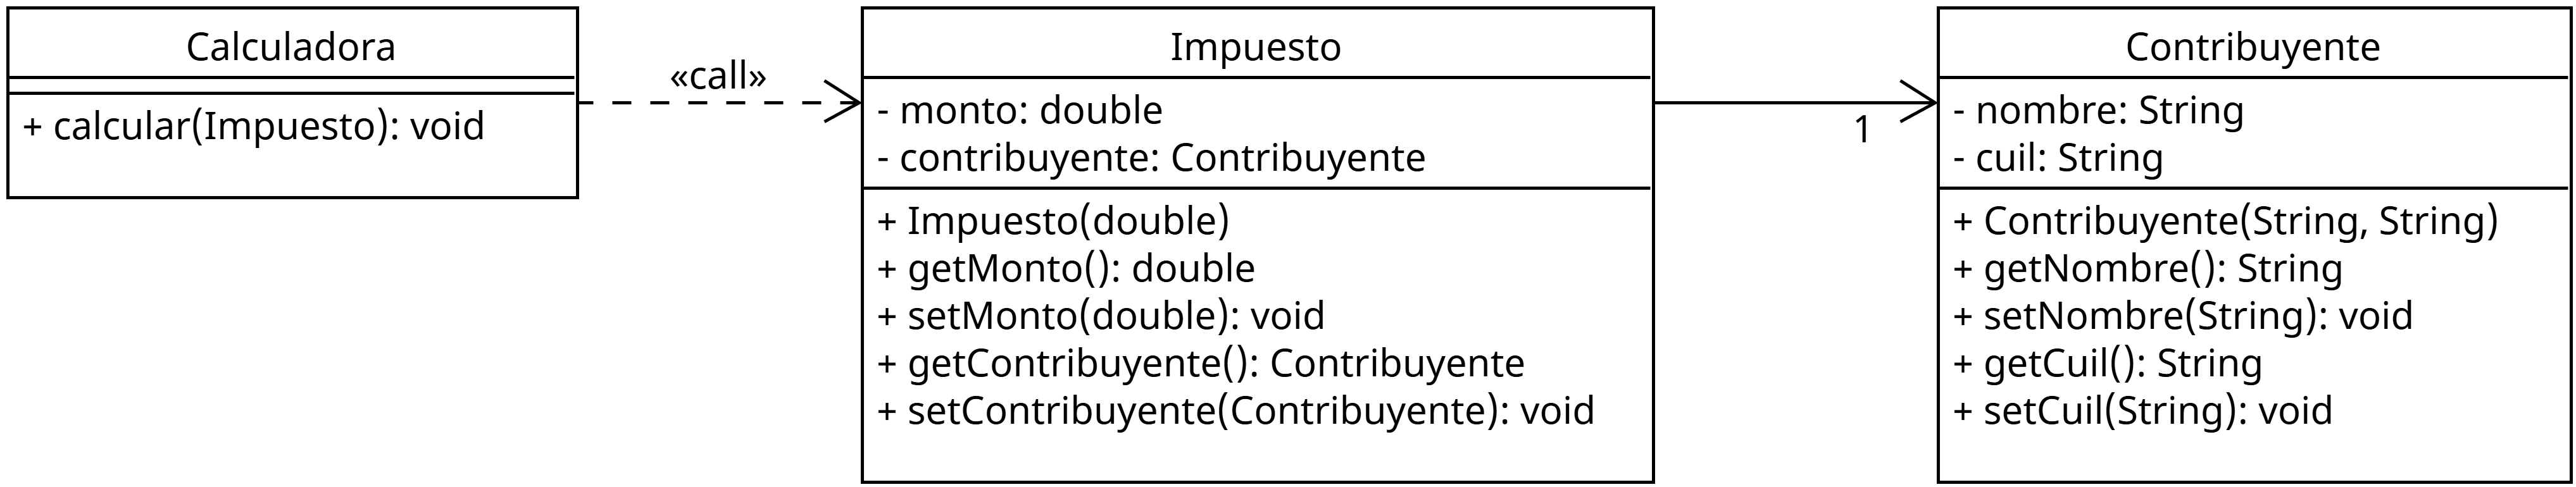 Calculadora
+ calcular(Impuesto): void
«call»
Impuesto
- monto: double
- contribuyente: Contribuyente
+ Impuesto(double)
+ getMonto(): double
+ setMonto(double): void
+ getContribuyente(): Contribuyente
+ setContribuyente(Contribuyente): void
1
Contribuyente
- nombre: String
- cuil: String
+ Contribuyente(String, String)
+ getNombre(): String
+ setNombre(String): void
+ getCuil(): String
+ setCuil(String): void